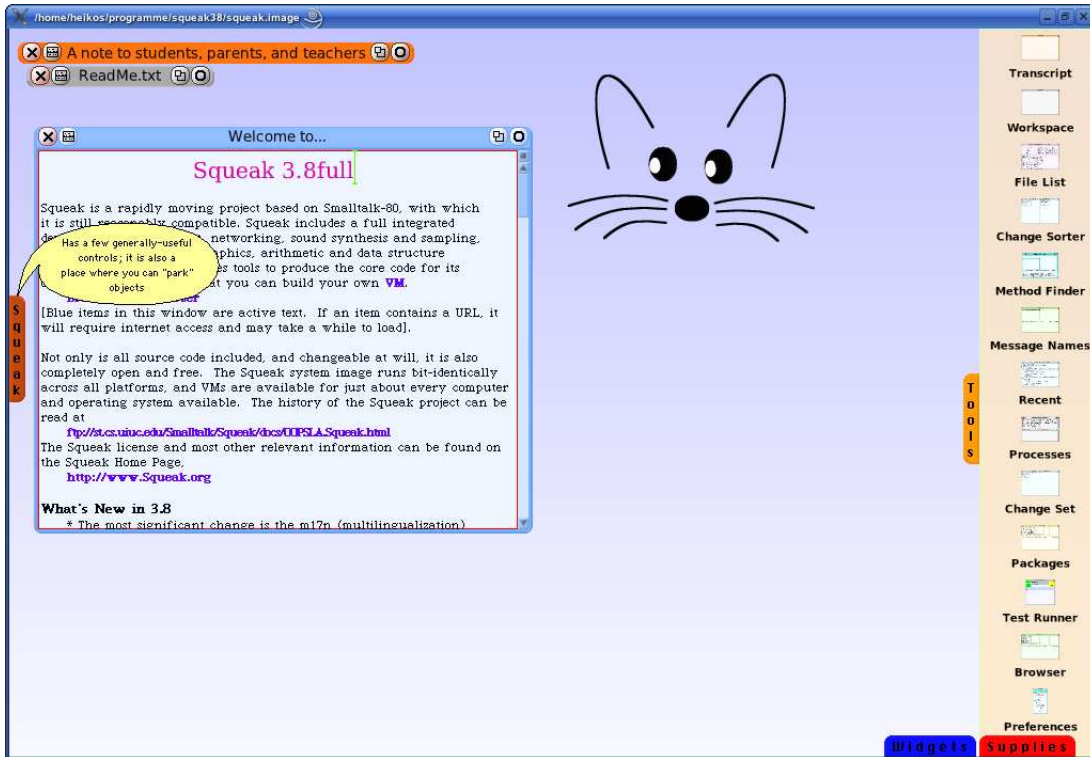 /home/heikos/programme/squeak38/squeak.image
A note to students, parents, and teachers
ReadMe.txt
Welcome to...
Squeak 3.8full
Squeak is a rapidly moving project based on Smalltalk-80, with which
it is still reasonably compatible. Squeak includes a full integrated
networking, sound synthesis and sampling,
arithmetic and data structure
tools to produce the core code for its
you can build your own VM.
[Blue items in this window are active text. If an item contains a URL, it
will require internet access and may take a while to load].
Not only is all source code included, and changeable at will, it is also
completely open and free. The Squeak system image runs bit-identically
across all platforms, and VMs are available for just about every computer
and operating system available. The history of the Squeak project can be
read at
ftp://st.cs.uiuc.edu/Smalltalk/Squeak/docs/OOPSLA.Squeak.html
The Squeak license and most other relevant information can be found on
the Squeak Home Page,
http://www.Squeak.org
What's New in 3.8
* The most significant change is the m17n (multilingualization)
Has a few generally-useful
controls; it is also a
place where you can "park"
objects
Squeak
Tools
Transcript
Workspace
File List
Change Sorter
Method Finder
Message Names
Recent
Processes
Change Set
Packages
Test Runner
Browser
Preferences
Widgets
Supplies